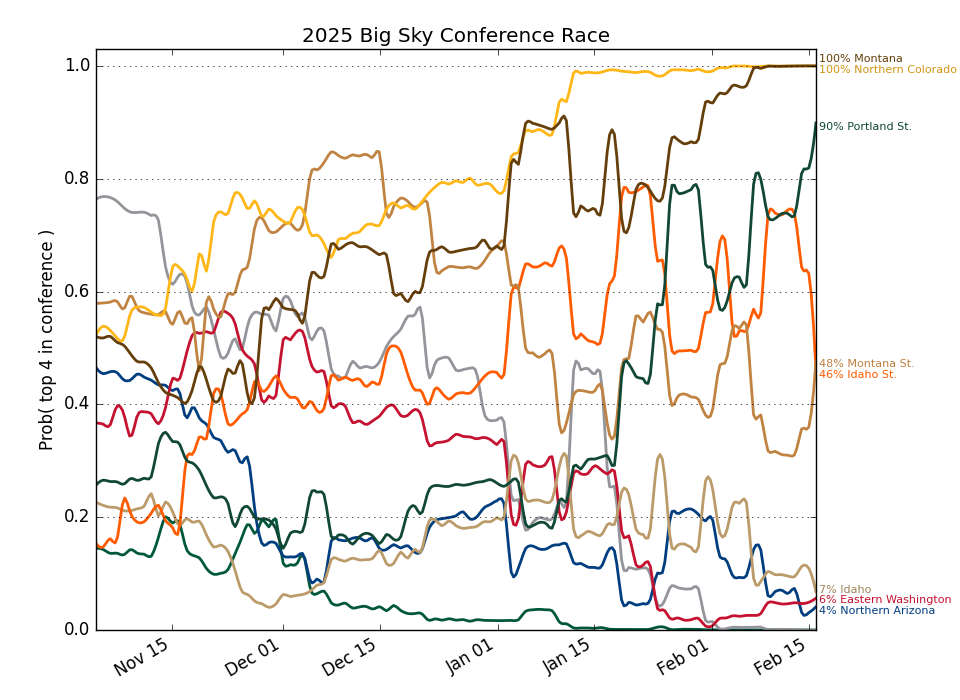 2025 Big Sky Conference Race
Prob( top 4 in conference )
1.0
0.8
0.6
0.4
0.2
0.0
Nov 15
Dec 01
Dec 15
Jan 01
Jan 15
Feb 01
Feb 15
100% Montana
100% Northern Colorado
90% Portland St.
48% Montana St.
46% Idaho St.
7% Idaho
6% Eastern Washington
4% Northern Arizona